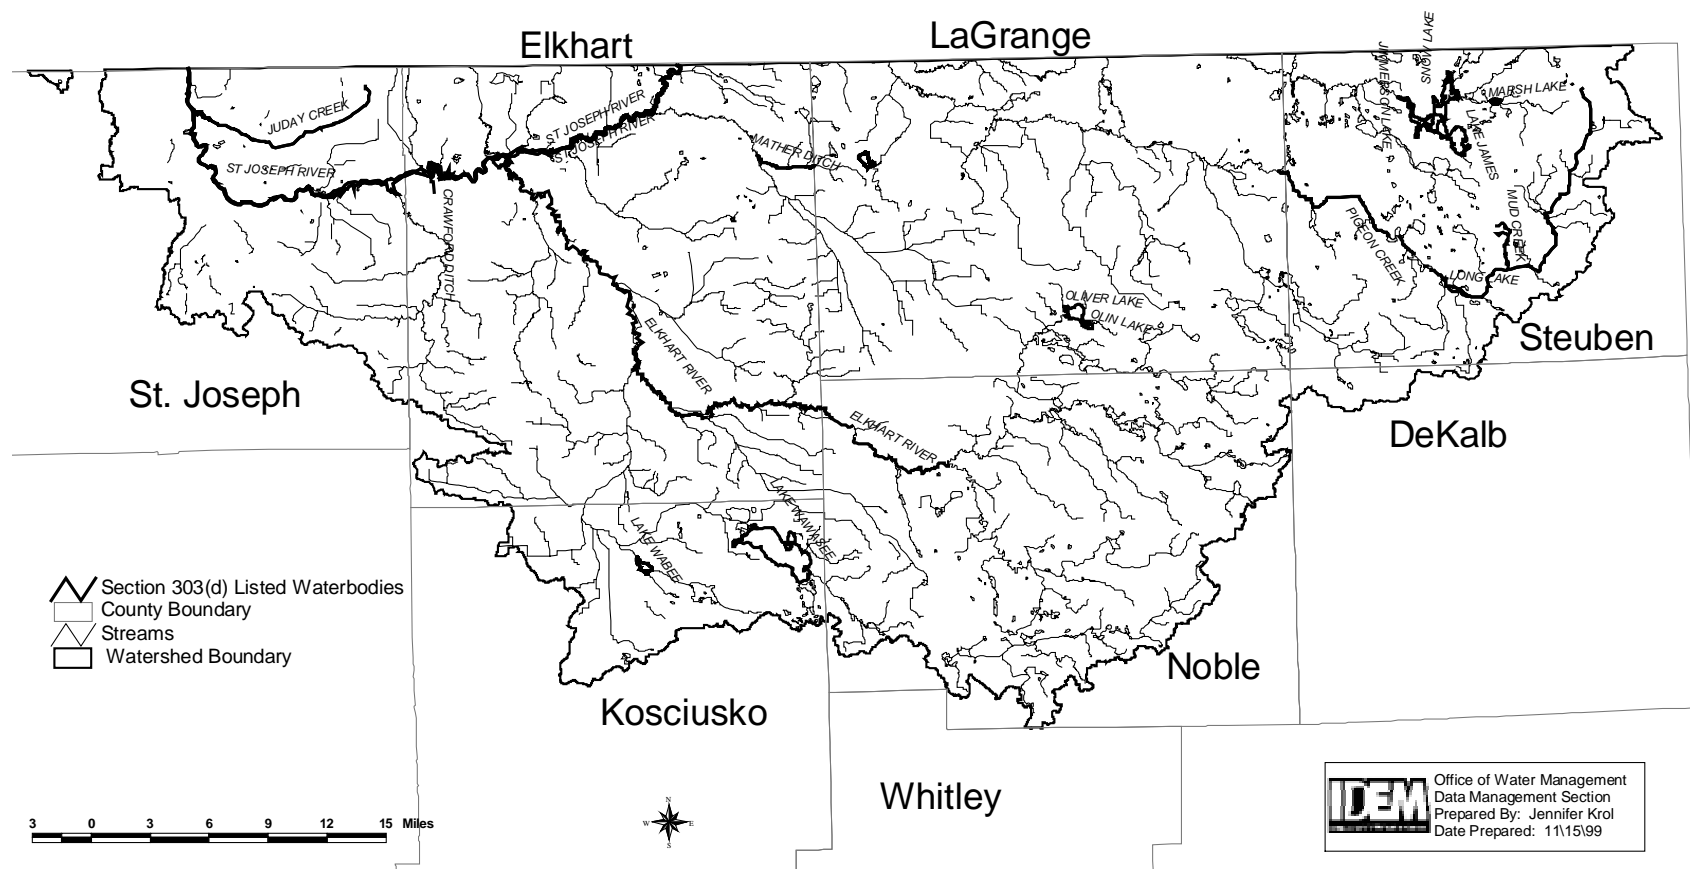 Elkhart
LaGrange
SNOW LAKE
JIMMERSON LAKE
MARSH LAKE
LAKE JAMES
JUDAY CREEK
ST JOSEPH RIVER
ST JOSEPH RIVER
ST JOSEPH RIVER
MATHER DITCH
CRAWFORD DITCH
PIGEON CREEK
MUD CREEK
LONG LAKE
OLIVER LAKE
OLIN LAKE
ELKHART RIVER
Steuben
St. Joseph
ELKHART RIVER
DeKalb
LAKE WAWASEE
LAKE WABEE
Section 303(d) Listed Waterbodies
County Boundary
Streams
Watershed Boundary
Noble
Kosciusko
Whitley
3 0 3 6 9 12 15 Miles
N
W E
S
IDEM
Office of Water Management
Data Management Section
Prepared By: Jennifer Krol
Date Prepared: 11\15\99